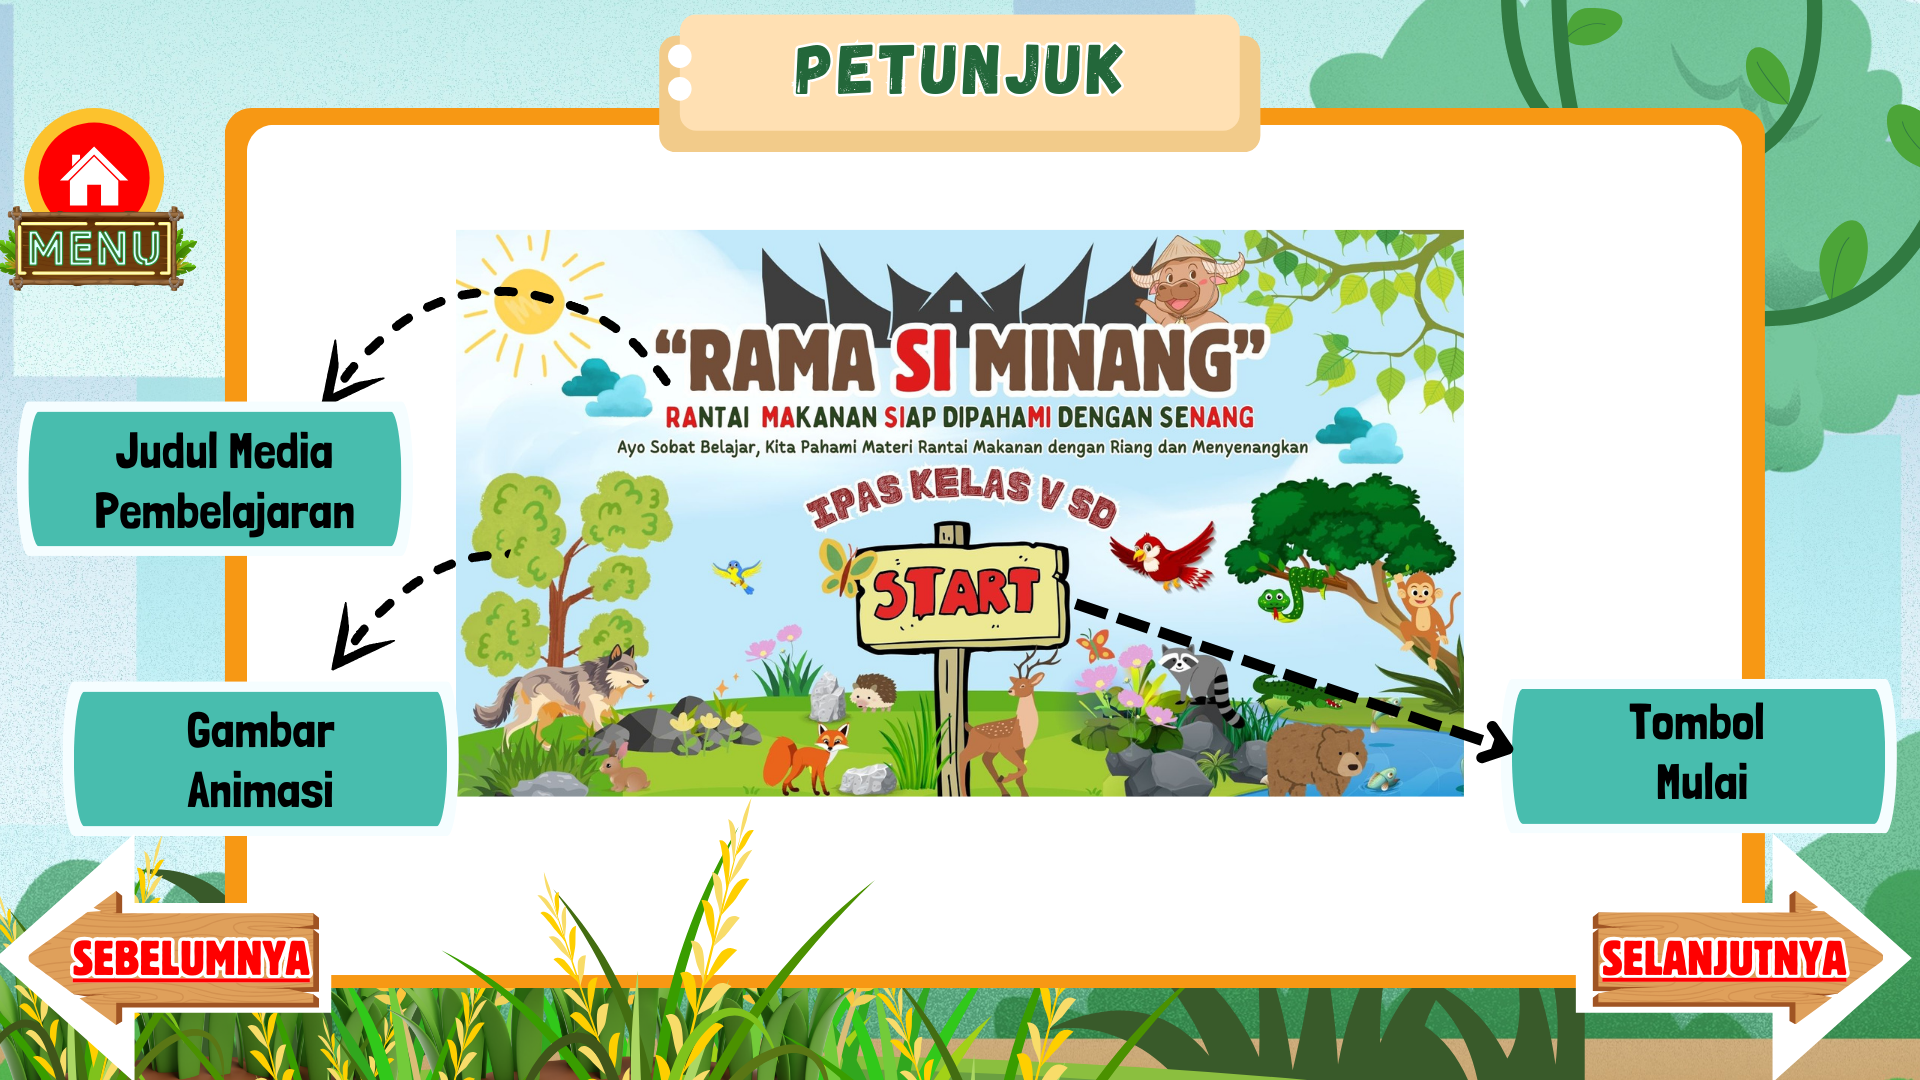 PETUNJUK
MENU
"RAMA SI MINANG"
RANTAI MAKANAN SIAP DIPAHAMI DENGAN SENANG
Ayo Sobat Belajar, Kita Pahami Materi Rantai Makanan dengan Riang dan Menyenangkan
IPAS KELAS V SD
START
Judul Media
Pembelajaran
Gambar
Animasi
Tombol
Mulai
SEBELUMNYA
SELANJUTNYA